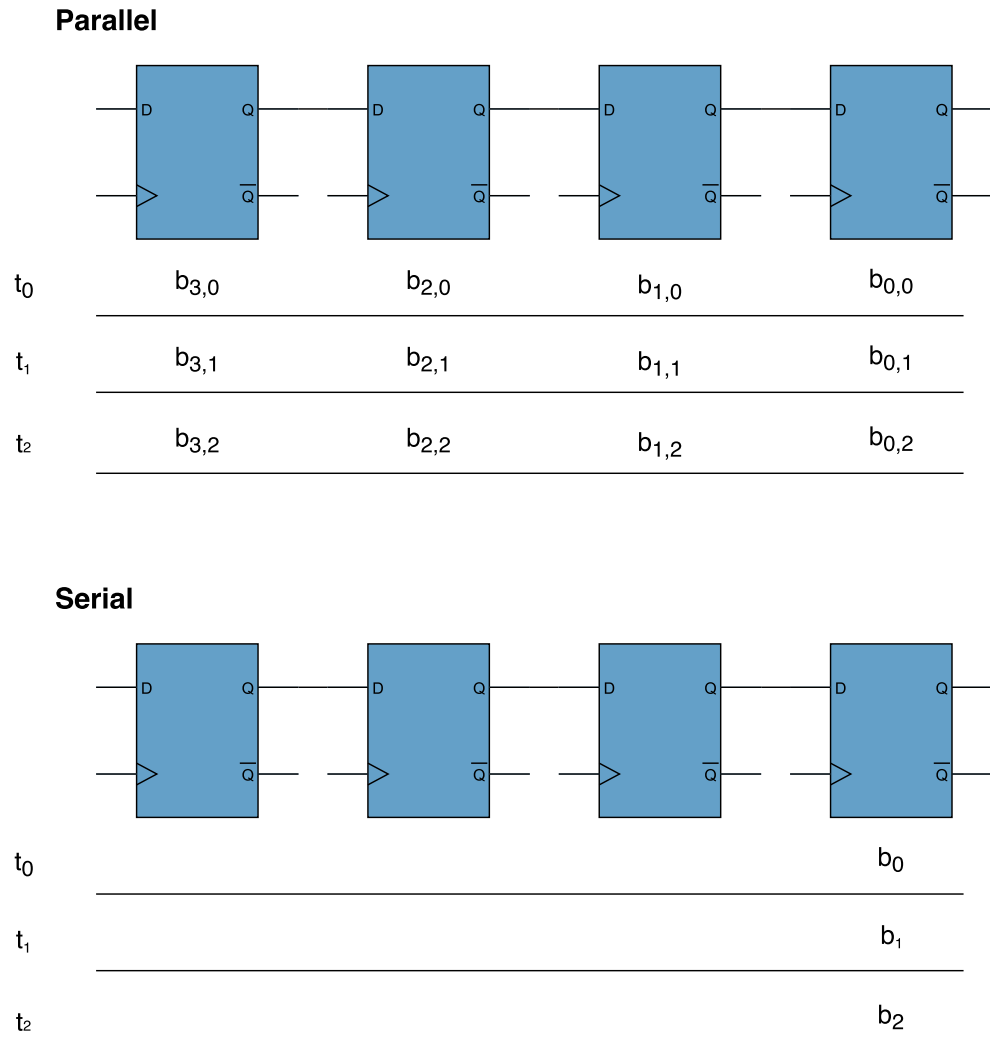 Parallel
D Q D Q D Q D Q
Q̅ Q̅ Q̅ Q̅
t₀ b₃,₀ b₂,₀ b₁,₀ b₀,₀
t₁ b₃,₁ b₂,₁ b₁,₁ b₀,₁
t₂ b₃,₂ b₂,₂ b₁,₂ b₀,₂
Serial
D Q D Q D Q D Q
Q̅ Q̅ Q̅ Q̅
t₀ b₀
t₁ b₁
t₂ b₂